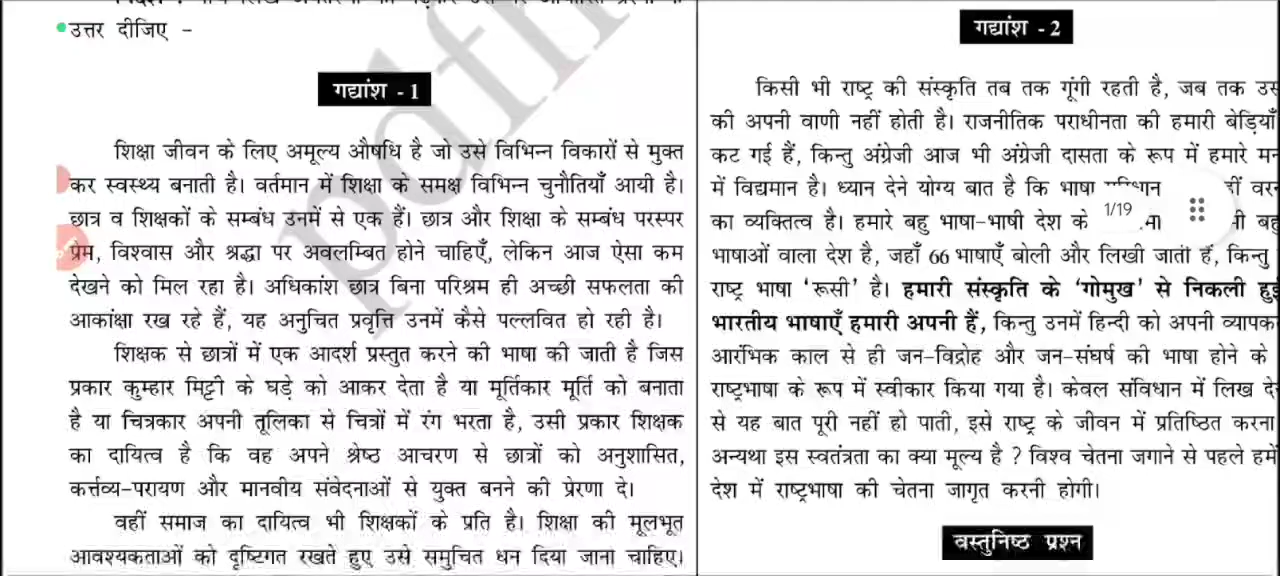 उत्तर दीजिए –
गद्यांश - 1
शिक्षा जीवन के लिए अमूल्य औषधि है जो उसे विभिन्न विकारों से मुक्त
कर स्वस्थ्य बनाती है। वर्तमान में शिक्षा के समक्ष विभिन्न चुनौतियाँ आयी है।
छात्र व शिक्षकों के सम्बंध उनमें से एक हैं। छात्र और शिक्षा के सम्बंध परस्पर
प्रेम, विश्वास और श्रद्धा पर अवलम्बित होने चाहिएँ, लेकिन आज ऐसा कम
देखने को मिल रहा है। अधिकांश छात्र बिना परिश्रम ही अच्छी सफलता की
आकांक्षा रख रहे हैं, यह अनुचित प्रवृत्ति उनमें कैसे पल्लवित हो रही है।
शिक्षक से छात्रों में एक आदर्श प्रस्तुत करने की भाषा की जाती है जिस
प्रकार कुम्हार मिट्टी के घड़े को आकर देता है या मूर्तिकार मूर्ति को बनाता
है या चित्रकार अपनी तूलिका से चित्रों में रंग भरता है, उसी प्रकार शिक्षक
का दायित्व है कि वह अपने श्रेष्ठ आचरण से छात्रों को अनुशासित,
कर्त्तव्य-परायण और मानवीय संवेदनाओं से युक्त बनने की प्रेरणा दे।
वहीं समाज का दायित्व भी शिक्षकों के प्रति है। शिक्षा की मूलभूत
आवश्यकताओं को दृष्टिगत रखते हुए उसे समुचित धन दिया जाना चाहिए।
गद्यांश - 2
किसी भी राष्ट्र की संस्कृति तब तक गूंगी रहती है, जब तक उस
की अपनी वाणी नहीं होती है। राजनीतिक पराधीनता की हमारी बेड़ियाँ
कट गई हैं, किन्तु अंग्रेजी आज भी अंग्रेजी दासता के रूप में हमारे मन
में विद्यमान है। ध्यान देने योग्य बात है कि भाषा
का व्यक्तित्व है। हमारे बहु भाषा-भाषी देश के
1/19
भाषाओं वाला देश है, जहाँ 66 भाषाएँ बोली और लिखी जाती हैं, किन्तु
राष्ट्र भाषा ‘रूसी’ है। हमारी संस्कृति के ‘गोमुख’ से निकली हुई
भारतीय भाषाएँ हमारी अपनी हैं, किन्तु उनमें हिन्दी को अपनी
आरंभिक काल से ही जन-विद्रोह और जन-संघर्ष की भाषा होने के
राष्ट्रभाषा के रूप में स्वीकार किया गया है। केवल संविधान में लिख
से यह बात पूरी नहीं हो पाती, इसे राष्ट्र के जीवन में प्रतिष्ठित करना
अन्यथा इस स्वतंत्रता का क्या मूल्य है ? विश्व चेतना जगाने से पहले हमें
देश में राष्ट्रभाषा की चेतना जागृत करनी होगी।
वस्तुनिष्ठ प्रश्न